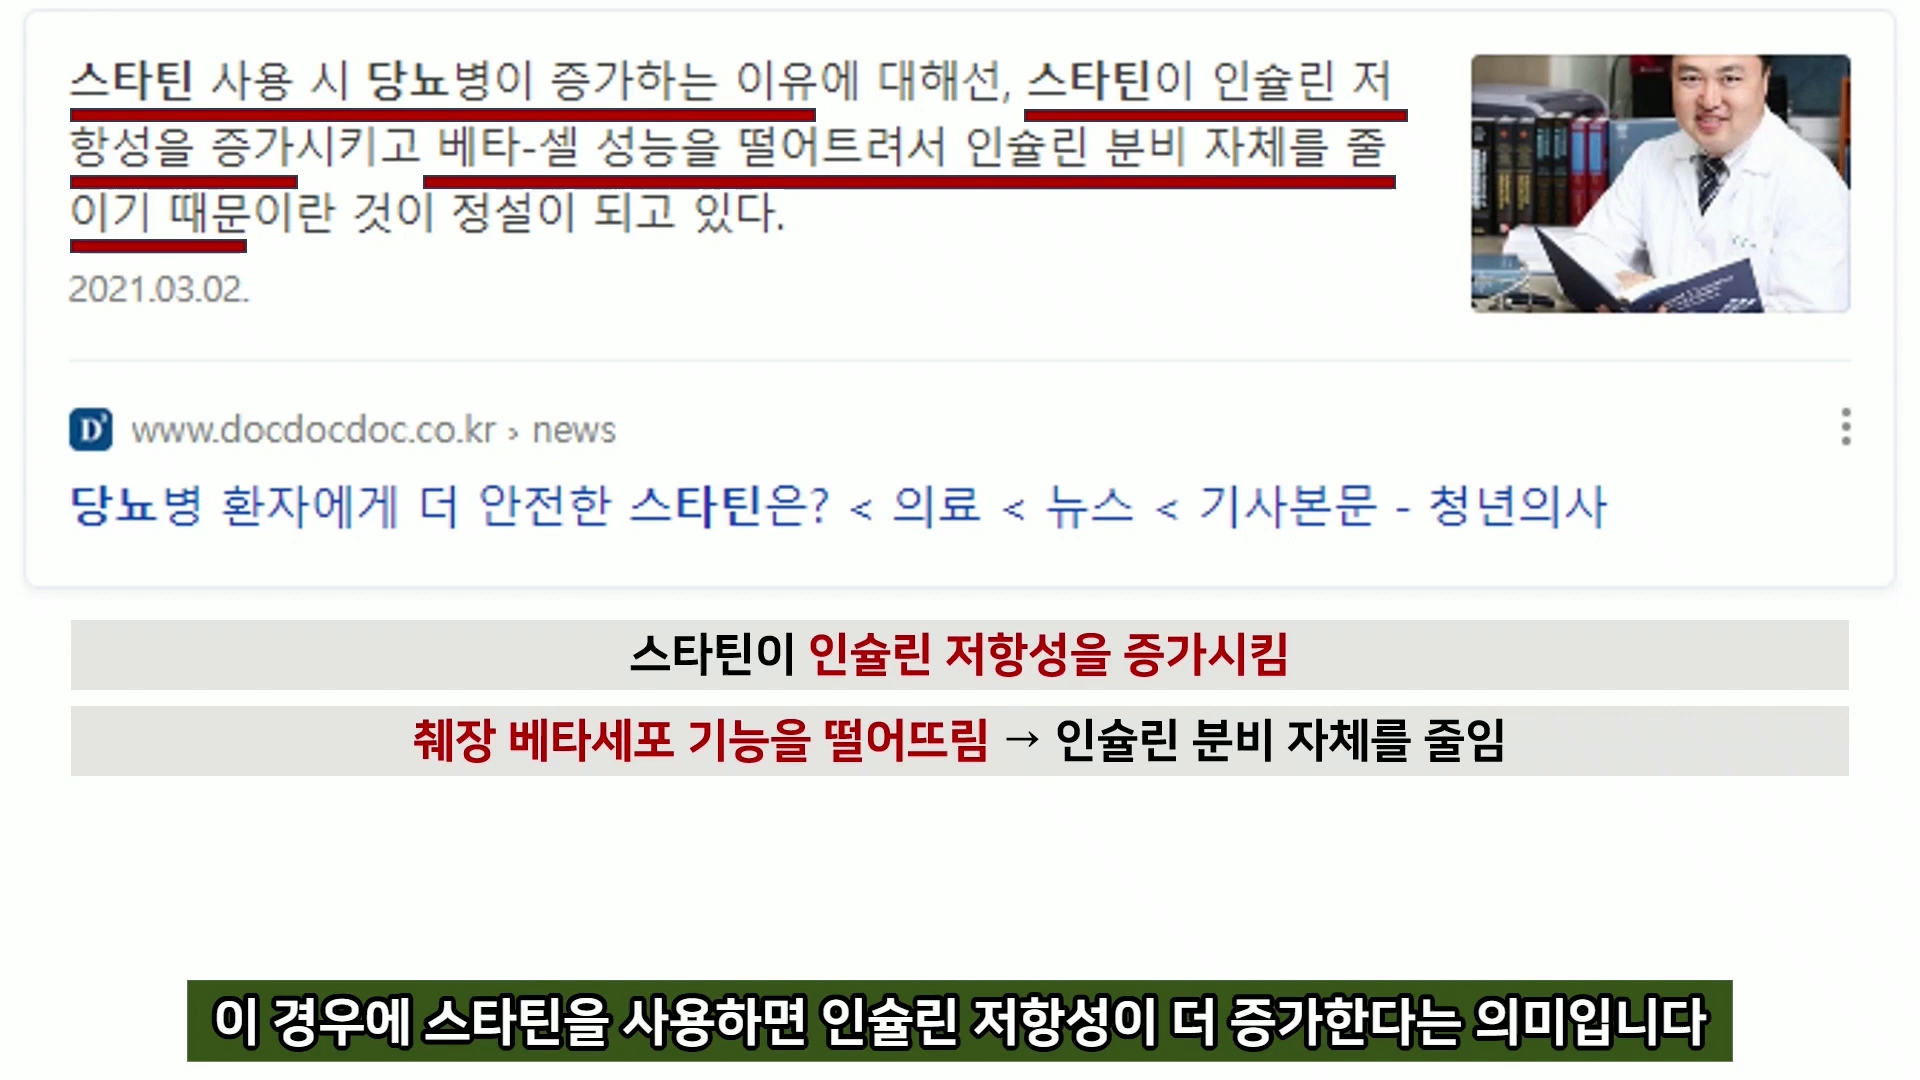 스타틴 사용 시 당뇨병이 증가하는 이유에 대해선, 스타틴이 인슐린 저
항성을 증가시키고 베타-셀 성능을 떨어트려서 인슐린 분비 자체를 줄
이기 때문이란 것이 정설이 되고 있다.
2021.03.02.
D
www.docdocdoc.co.kr › news
당뇨병 환자에게 더 안전한 스타틴은? < 의료 < 뉴스 < 기사본문 - 청년의사
스타틴이 인슐린 저항성을 증가시킴
췌장 베타세포 기능을 떨어뜨림 → 인슐린 분비 자체를 줄임
이 경우에 스타틴을 사용하면 인슐린 저항성이 더 증가한다는 의미입니다